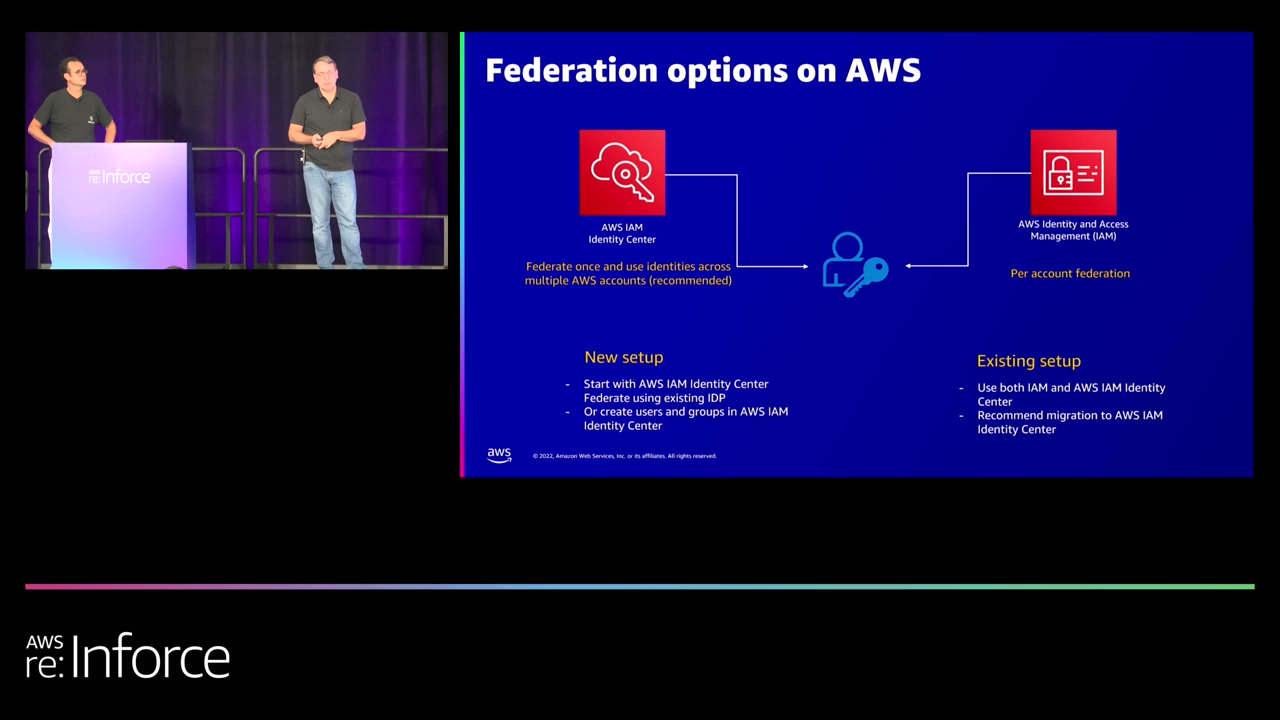 AWS
re:Inforce
Federation options on AWS
AWS IAM
Identity Center
Federate once and use identities across
multiple AWS accounts (recommended)
AWS Identity and Access
Management (IAM)
Per account federation
New setup
- Start with AWS IAM Identity Center
Federate using existing IDP
- Or create users and groups in AWS IAM
Identity Center
Existing setup
- Use both IAM and AWS IAM Identity
Center
- Recommend migration to AWS IAM
Identity Center
aws
© 2022, Amazon Web Services, Inc. or its affiliates. All rights reserved.
AWS
re:Inforce